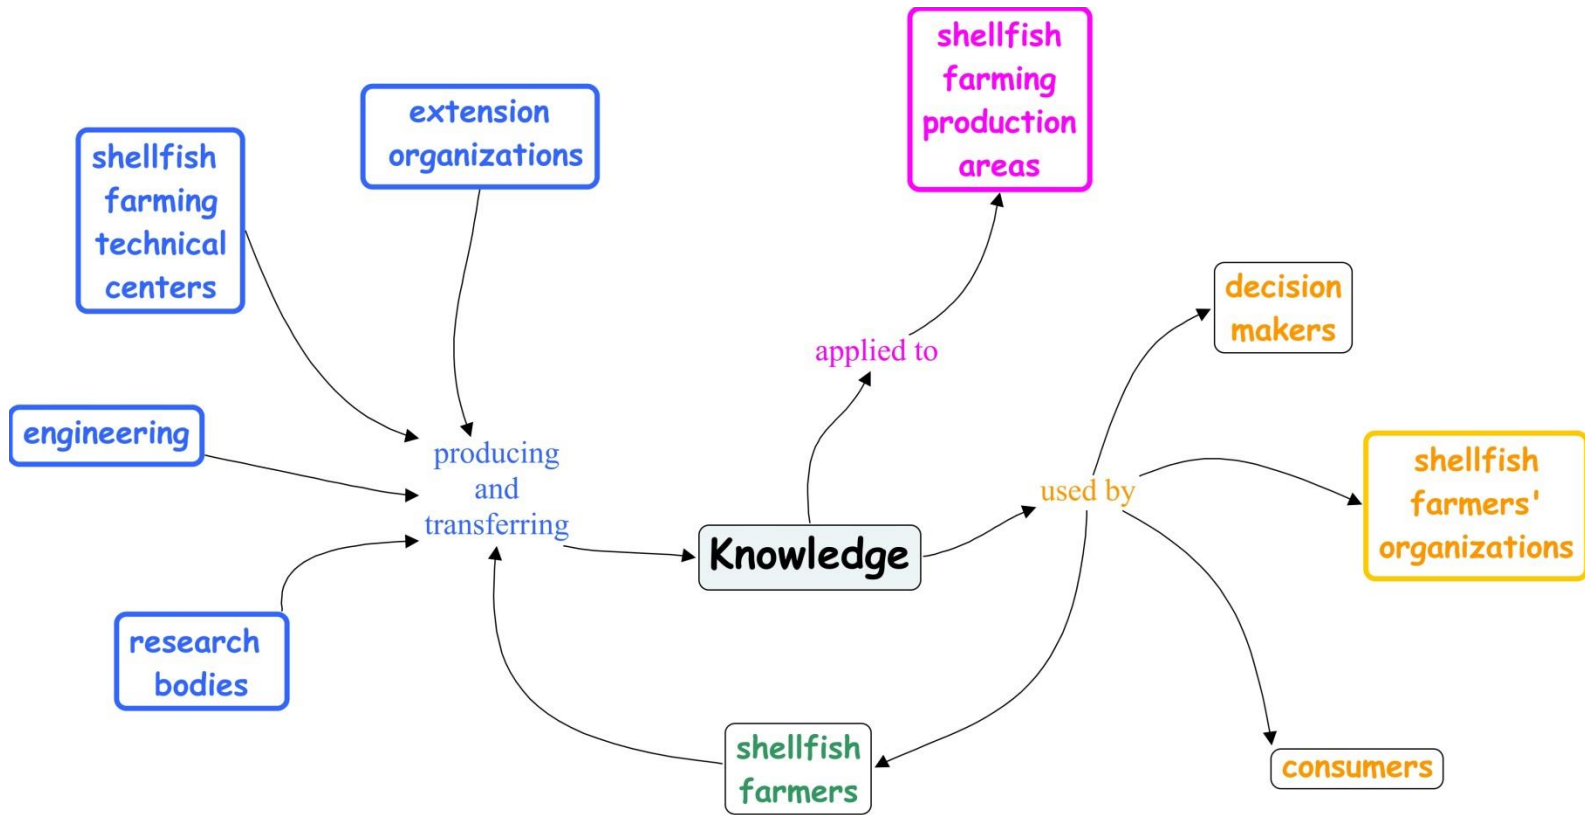 shellfish
farming
production
areas
extension
organizations
shellfish
farming
technical
centers
decision
makers
applied to
engineering
producing
and
transferring
used by
shellfish
farmers'
organizations
Knowledge
research
bodies
shellfish
farmers
consumers